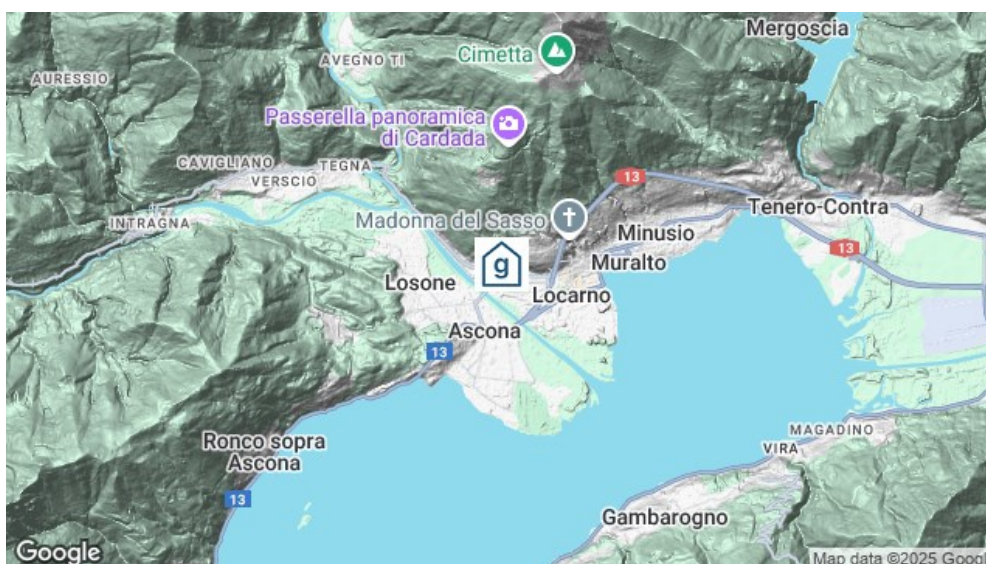 Mergoscia
Cimetta
AVEGNO TI
AURESSIO
Passerella panoramica
di Cardada
13
CAVIGLIANO
TEGNA
VERSCIO
Tenero-Contra
INTRAGNA
Madonna del Sasso
Minusio
13
Muralto
g
Losone
Locarno
Ascona
13
MAGADINO
Ronco sopra
Ascona
VIRA
13
Gambarogno
Google
Map data ©2025 Googl